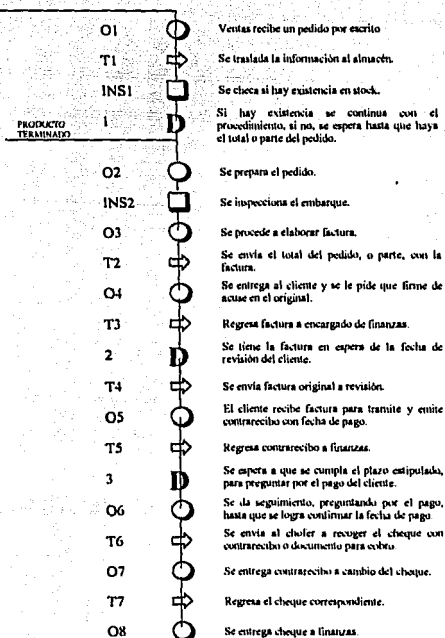 O1 Ventas recibe un pedido por escrito
T1 Se traslada la información al almacén.
INS1 Se checa si hay existencia en stock.
PRODUCTO TERMINADO
1 D Si hay existencia se continua con el
procedimiento, si no, se espera hasta que haya
el total o parte del pedido.
O2 Se prepara el pedido.
INS2 Se inspecciona el embarque.
O3 Se procede a elaborar factura.
T2 Se envía el total del pedido, o parte, con la
factura.
O4 Se entrega al cliente y se le pide que firme de
acuse en el original.
T3 Regresa factura a encargado de finanzas.
2 D Se tiene la factura en espera de la fecha de
revisión del cliente.
T4 Se envía factura original a revisión.
O5 El cliente recibe factura para tramite y emite
contrarecibo con fecha de pago.
T5 Regresa contrarecibo a finanzas.
3 D Se espera a que se cumpla el plazo estipulado,
para preguntar por el pago del cliente.
O6 Se da seguimiento, preguntando por el pago,
hasta que se logra confirmar la fecha de pago
T6 Se envía al chofer a recoger el cheque con
contrarecibo o documento para cobro.
O7 Se entrega contrarecibo a cambio del cheque.
T7 Regresa el cheque correspondiente.
O8 Se entrega cheque a finanzas.